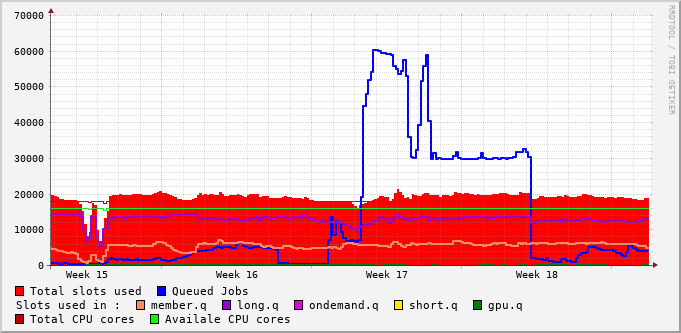 70000
60000
50000
40000
30000
20000
10000
0
Week 15 Week 16 Week 17 Week 18
Total slots used Queued Jobs
Slots used in : member.q long.q ondemand.q short.q gpu.q
Total CPU cores Availale CPU cores
RRDTOOL / TOBI OETIKER